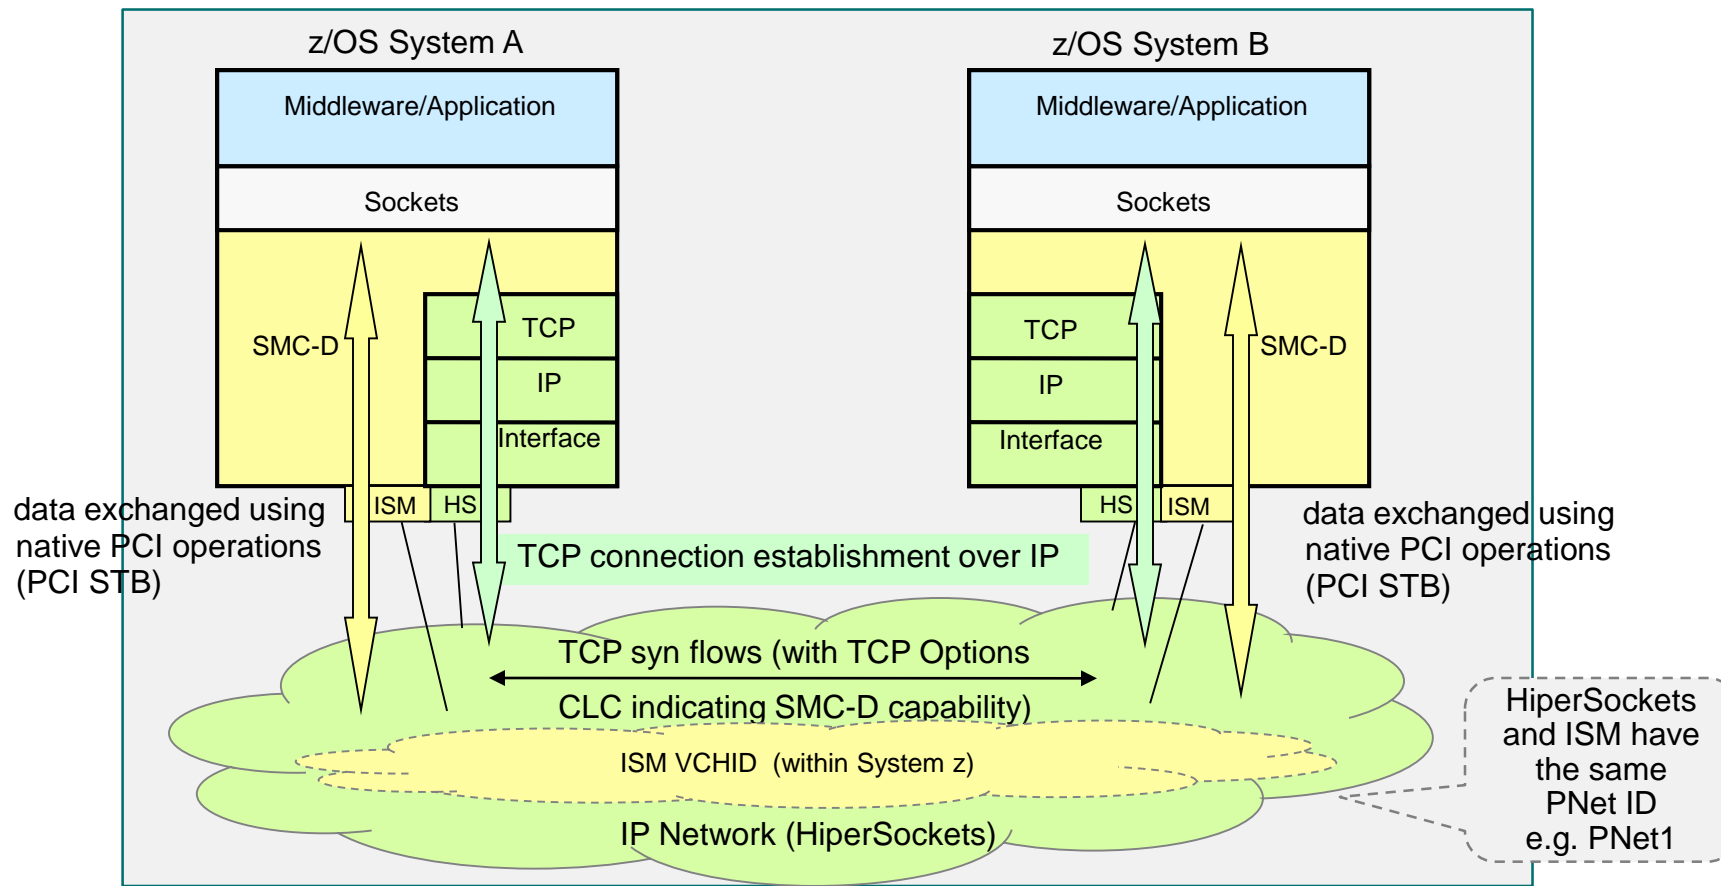 z/OS System A
z/OS System B
Middleware/Application
Middleware/Application
Sockets
Sockets
SMC-D
TCP
IP
Interface
TCP
IP
Interface
SMC-D
ISM
HS
HS
ISM
data exchanged using
native PCI operations
(PCI STB)
TCP connection establishment over IP
data exchanged using
native PCI operations
(PCI STB)
TCP syn flows (with TCP Options
CLC indicating SMC-D capability)
ISM VCHID (within System z)
IP Network (HiperSockets)
HiperSockets
and ISM have
the same
PNet ID
e.g. PNet1